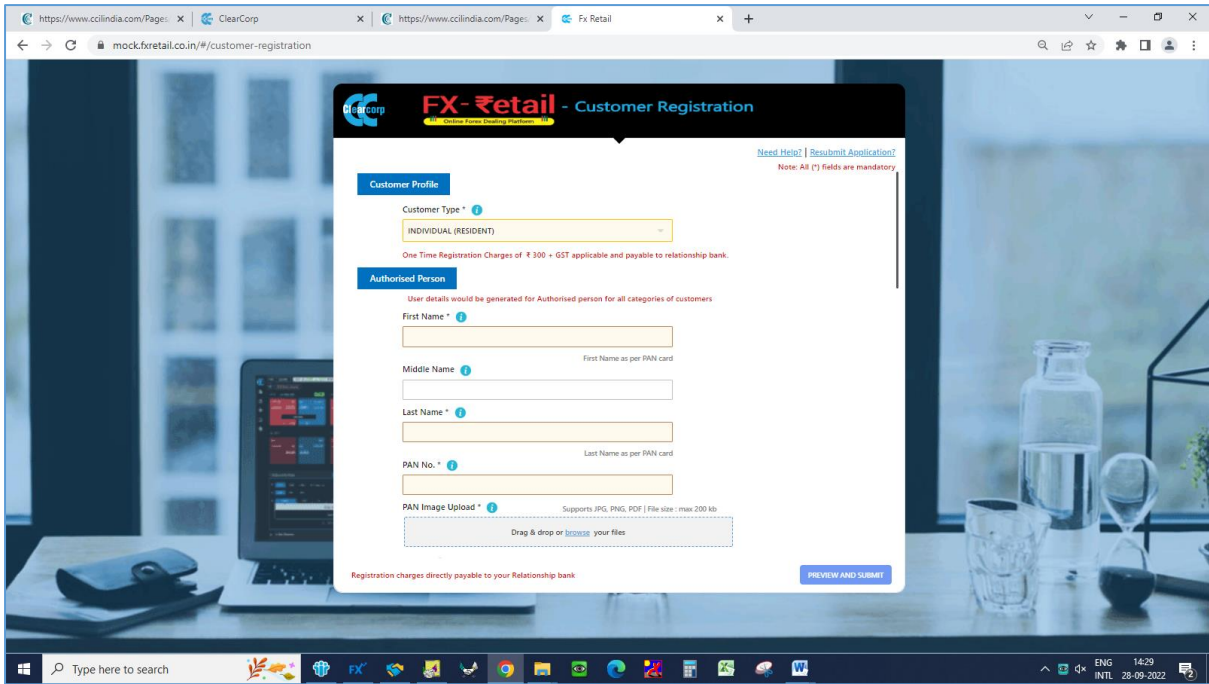 https://www.ccilindia.com/Pages
ClearCorp
https://www.ccilindia.com/Pages
Fx Retail
mock.fxretail.co.in/#/customer-registration
Clearcorp
FX-₹etail - Customer Registration
Online Forex Dealing Platform
Need Help? | Resubmit Application?
Note: All (*) fields are mandatory
Customer Profile
Customer Type *
INDIVIDUAL (RESIDENT)
One Time Registration Charges of ₹ 300 + GST applicable and payable to relationship bank.
Authorised Person
User details would be generated for Authorised person for all categories of customers
First Name *
First Name as per PAN card
Middle Name
Last Name *
Last Name as per PAN card
PAN No. *
PAN Image Upload * Supports JPG, PNG, PDF | File size : max 200 kb
Drag & drop or browse your files
Registration charges directly payable to your Relationship bank
PREVIEW AND SUBMIT
Type here to search
FX
ENG
INTL
14:29
28-09-2022
2